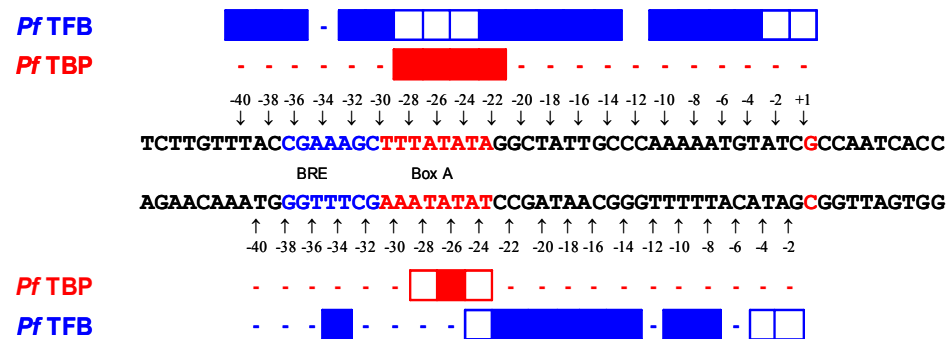 Pf TFB -
Pf TBP - - - - - - - - - - - - - - - - -
-40 -38 -36 -34 -32 -30 -28 -26 -24 -22 -20 -18 -16 -14 -12 -10 -8 -6 -4 -2 +1
↓ ↓ ↓ ↓ ↓ ↓ ↓ ↓ ↓ ↓ ↓ ↓ ↓ ↓ ↓ ↓ ↓ ↓ ↓ ↓ ↓
TCTTGTTTACCGAAAGCTTTATATAGGCTATTGCCCAAAAATGTATCGCCAATCACC
BRE Box A
AGAACAAATGGGTTTCGAAATATATCCGATAACGGGTTTTTACATAGCGGTTAGTGG
↑ ↑ ↑ ↑ ↑ ↑ ↑ ↑ ↑ ↑ ↑ ↑ ↑ ↑ ↑ ↑ ↑ ↑ ↑ ↑
-40 -38 -36 -34 -32 -30 -28 -26 -24 -22 -20 -18 -16 -14 -12 -10 -8 -6 -4 -2
Pf TBP - - - - - - - - - - - - - - - - -
Pf TFB - - - - - - - - -